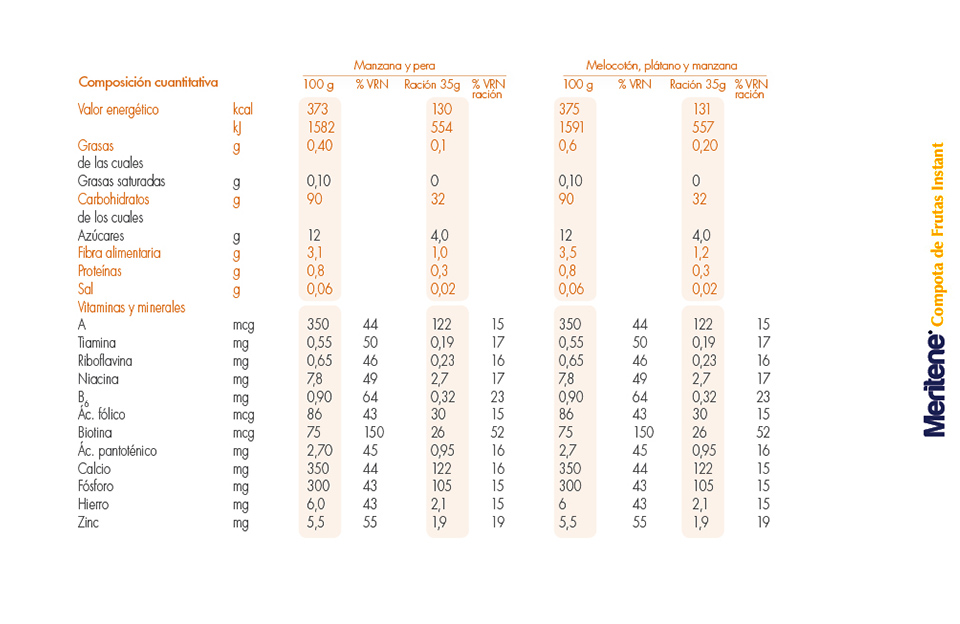 Manzana y pera Melocotón, plátano y manzana
Composición cuantitativa 100 g % VRN Ración 35g % VRN ración 100 g % VRN Ración 35g % VRN ración
Valor energético kcal 373 130 375 131
kJ 1582 554 1591 557
Grasas g 0,40 0,1 0,6 0,20
de las cuales
Grasas saturadas g 0,10 0 0,10 0
Carbohidratos g 90 32 90 32
de los cuales
Azúcares g 12 4,0 12 4,0
Fibra alimentaria g 3,1 1,0 3,5 1,2
Proteínas g 0,8 0,3 0,8 0,3
Sal g 0,06 0,02 0,06 0,02
Vitaminas y minerales
A mcg 350 44 122 15 350 44 122 15
Tiamina mg 0,55 50 0,19 17 0,55 50 0,19 17
Riboflavina mg 0,65 46 0,23 16 0,65 46 0,23 16
Niacina mg 7,8 49 2,7 17 7,8 49 2,7 17
B6 mg 0,90 64 0,32 23 0,90 64 0,32 23
Ác. fólico mcg 86 43 30 15 86 43 30 15
Biotina mcg 75 150 26 52 75 150 26 52
Ác. pantoténico mg 2,70 45 0,95 16 2,7 45 0,95 16
Calcio mg 350 44 122 16 350 44 122 15
Fósforo mg 300 43 105 15 300 43 105 15
Hierro mg 6,0 43 2,1 15 6 43 2,1 15
Zinc mg 5,5 55 1,9 19 5,5 55 1,9 19
Meritene Compota de Frutas Instant